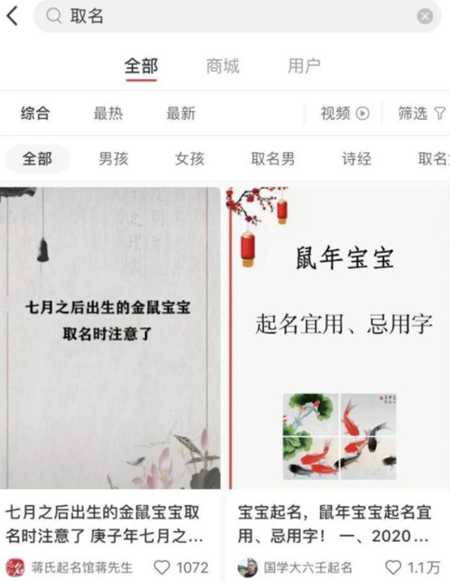 取名
全部 商城 用户
综合 最热 最新 视频 筛选
全部 男孩 女孩 取名男 诗经 取名
七月之后出生的金鼠宝宝
取名时注意了
鼠年宝宝
起名宜用、忌用字
七月之后出生的金鼠宝宝取
名时注意了 庚子年七月之...
蒋氏起名馆蒋先生 1072
宝宝起名，鼠年宝宝起名宜
用、忌用字！ 一、2020...
国学大六壬起名 1.1万